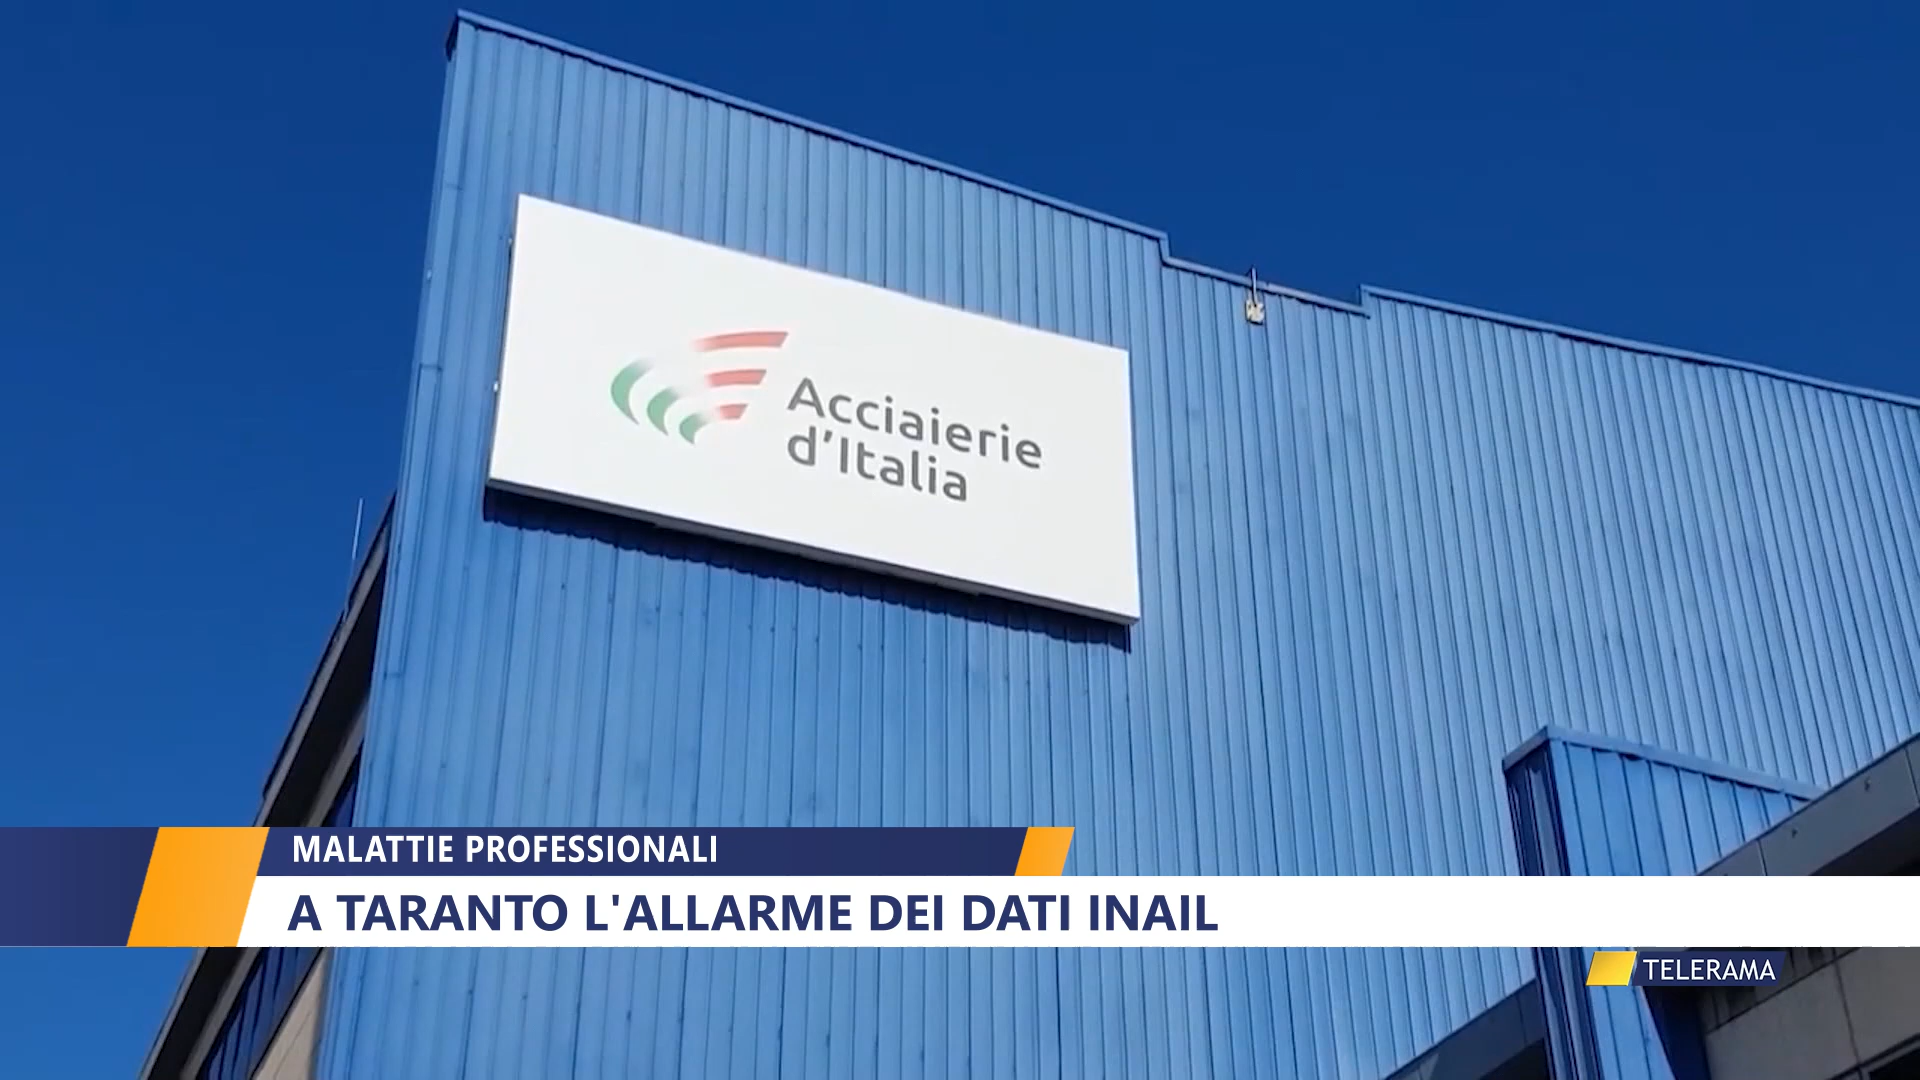 Acciaierie
d'Italia
MALATTIE PROFESSIONALI
A TARANTO L'ALLARME DEI DATI INAIL
TELERAMA